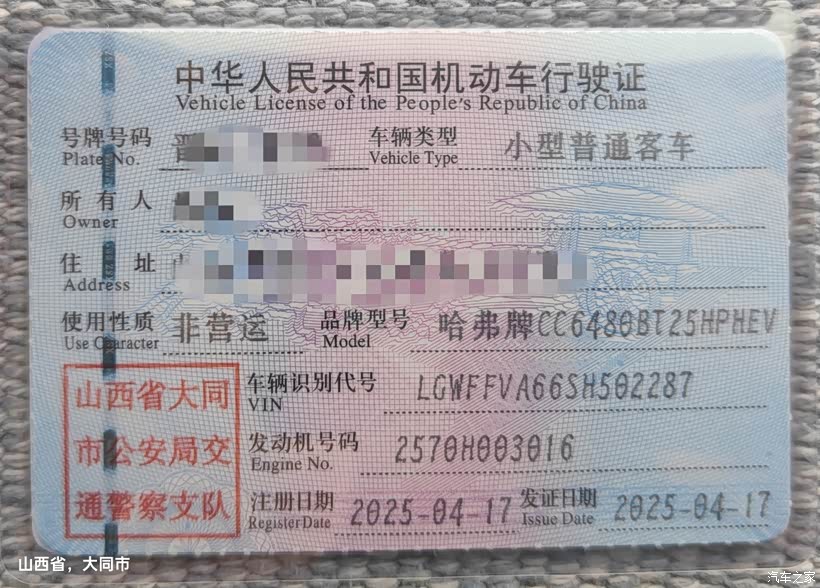 中华人民共和国机动车行驶证
Vehicle License of the People's Republic of China
号牌号码 车辆类型 小型普通客车
Plate No. Vehicle Type
所有人
Owner
住址
Address
使用性质 非营运 品牌型号 哈弗牌CC6480BT25HPHEV
Use Character Model
车辆识别代号 LGWFFVA66SH502287
VIN
发动机号码 2570H003016
Engine No.
注册日期 2025-04-17 发证日期 2025-04-17
Register Date Issue Date
山西省大同
市公安局交
通警察支队
山西省，大同市
汽车之家